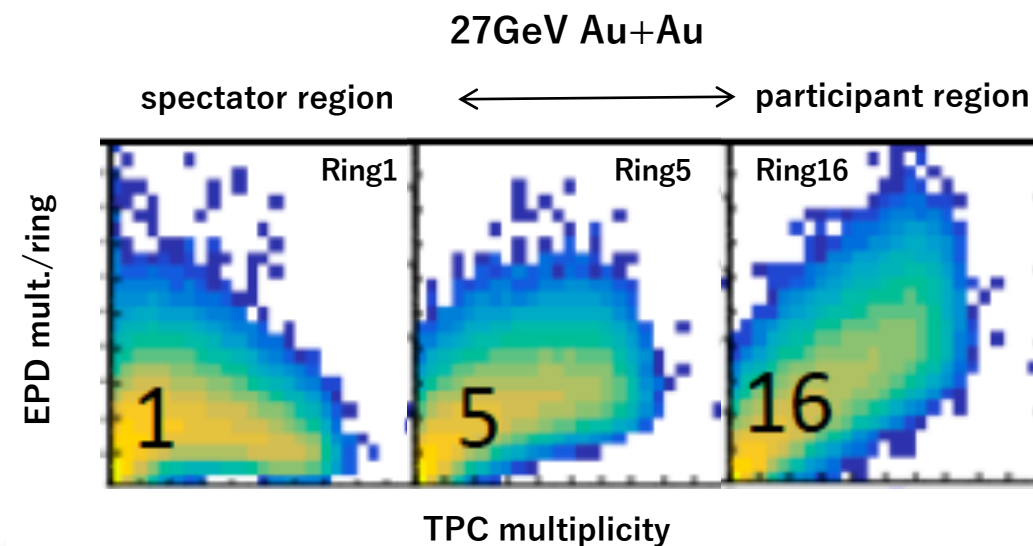 27GeV Au+Au
spectator region
participant region
Ring1
Ring5
Ring16
EPD mult./ring
1
5
16
TPC multiplicity